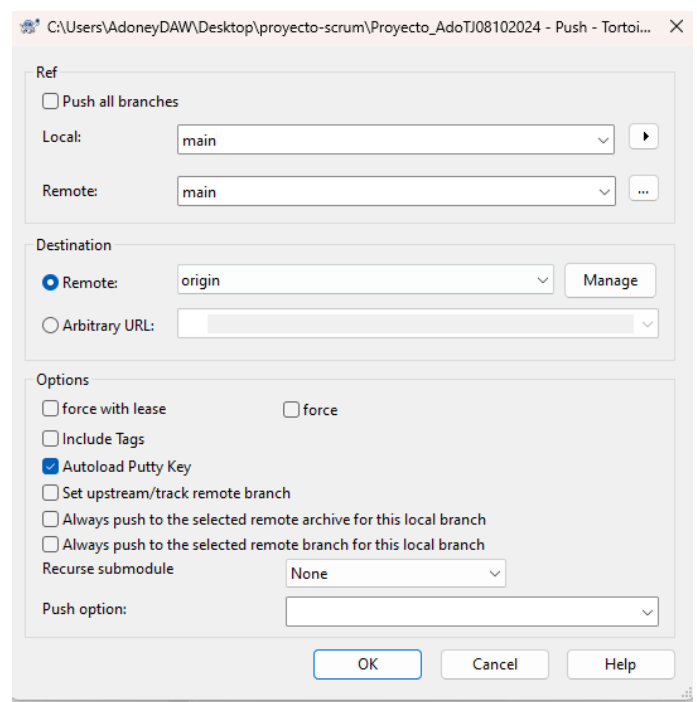 C:\Users\AdoneyDAW\Desktop\proyecto-scrum\Proyecto_AdoTJ08102024 - Push - Tortoi...
Ref
Push all branches
Local:
main
Remote:
main
...
Destination
Remote:
origin
Manage
Arbitrary URL:
Options
force with lease
force
Include Tags
Autoload Putty Key
Set upstream/track remote branch
Always push to the selected remote archive for this local branch
Always push to the selected remote branch for this local branch
Recurse submodule
None
Push option:
OK
Cancel
Help